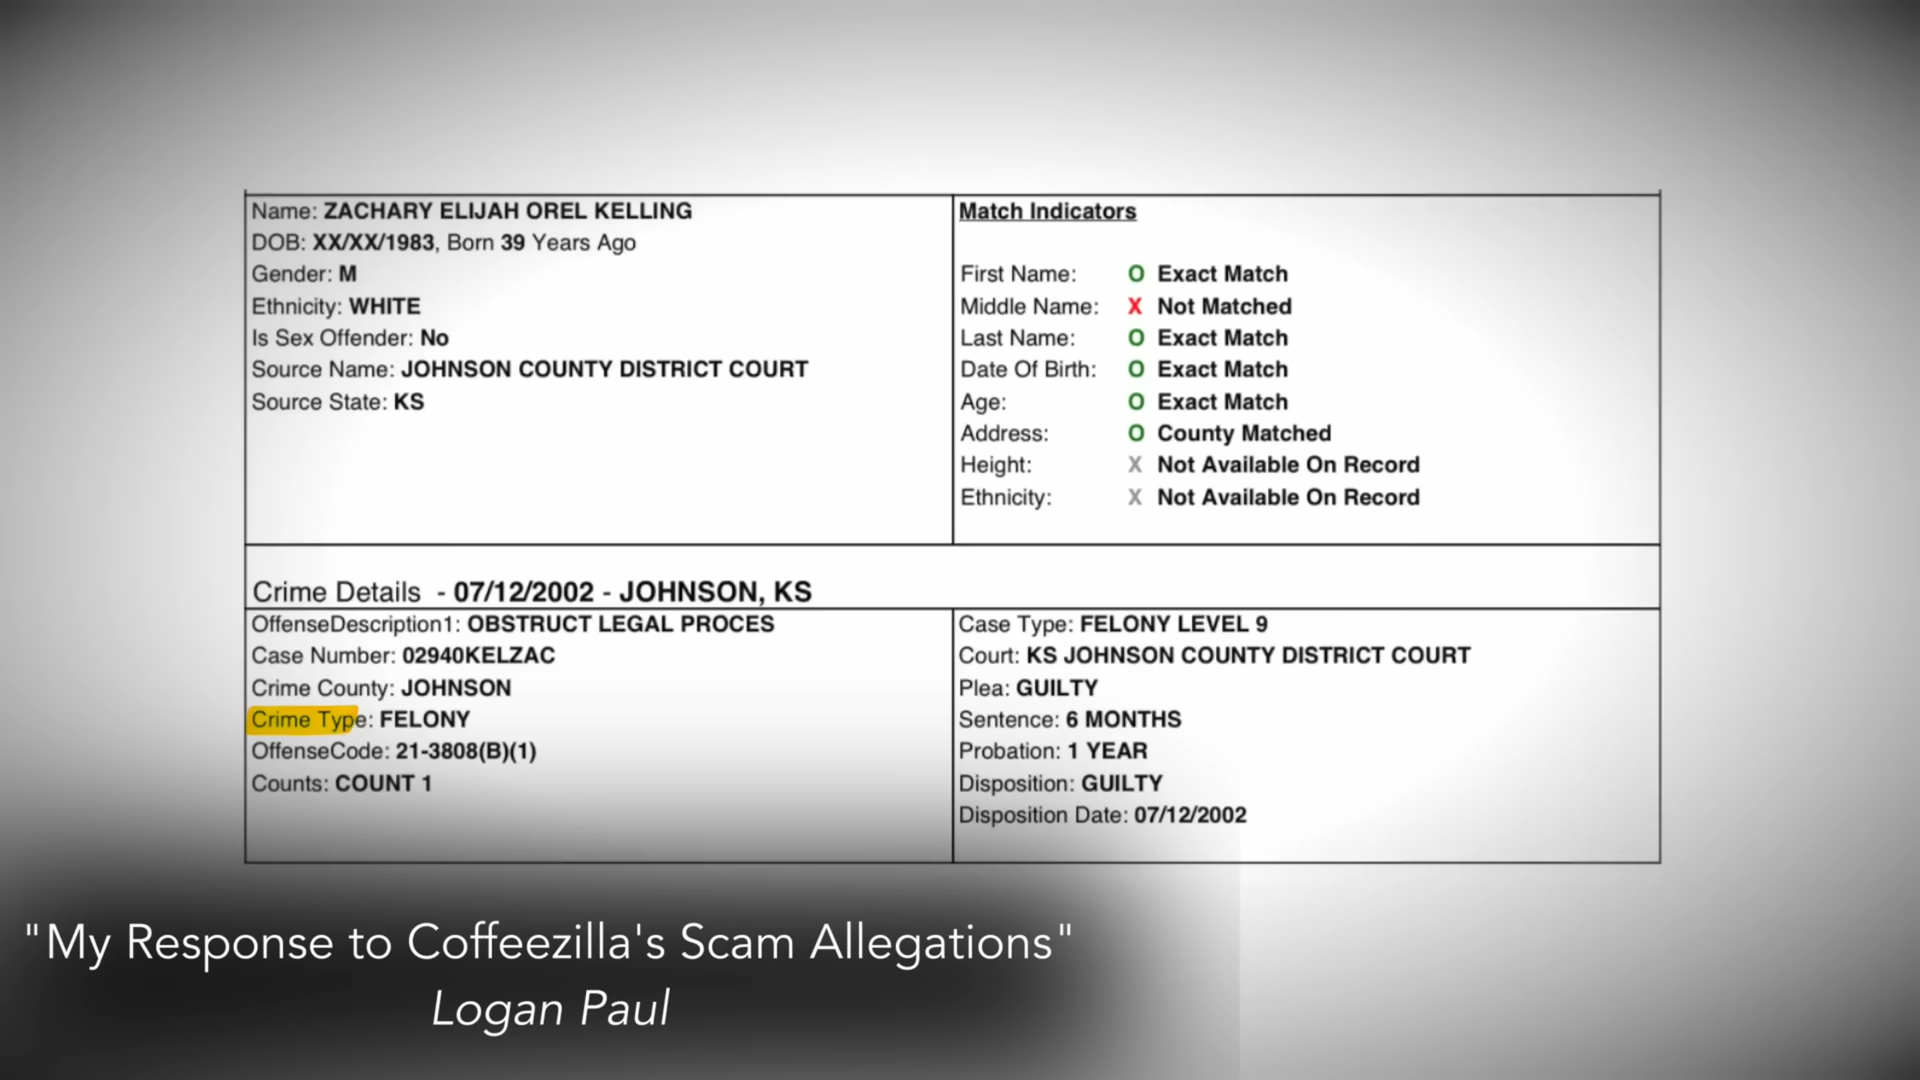 Name: ZACHARY ELIJAH OREL KELLING
DOB: XX/XX/1983, Born 39 Years Ago
Gender: M
Ethnicity: WHITE
Is Sex Offender: No
Source Name: JOHNSON COUNTY DISTRICT COURT
Source State: KS
Match Indicators
First Name: O Exact Match
Middle Name: X Not Matched
Last Name: O Exact Match
Date Of Birth: O Exact Match
Age: O Exact Match
Address: O County Matched
Height: X Not Available On Record
Ethnicity: X Not Available On Record
Crime Details - 07/12/2002 - JOHNSON, KS
OffenseDescription1: OBSTRUCT LEGAL PROCES
Case Number: 02940KELZAC
Crime County: JOHNSON
Crime Type: FELONY
OffenseCode: 21-3808(B)(1)
Counts: COUNT 1
Case Type: FELONY LEVEL 9
Court: KS JOHNSON COUNTY DISTRICT COURT
Plea: GUILTY
Sentence: 6 MONTHS
Probation: 1 YEAR
Disposition: GUILTY
Disposition Date: 07/12/2002
"My Response to Coffeezilla's Scam Allegations"
Logan Paul